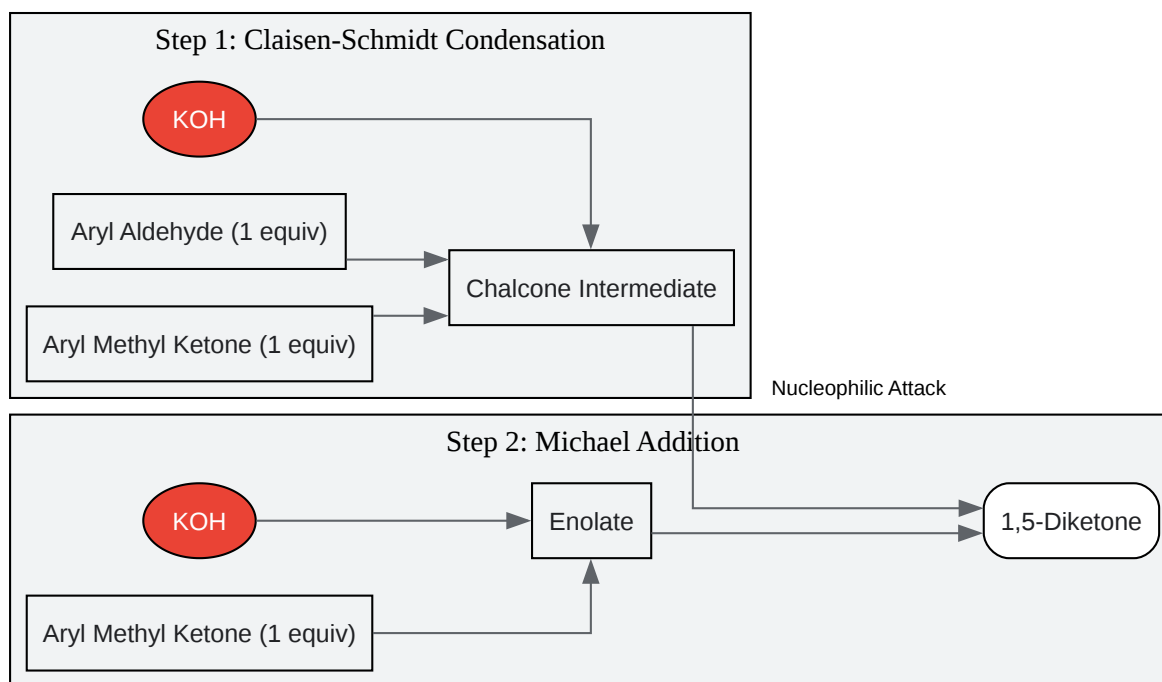 Step 1: Claisen-Schmidt Condensation
KOH
Aryl Aldehyde (1 equiv)
Chalcone Intermediate
Aryl Methyl Ketone (1 equiv)
Nucleophilic Attack
Step 2: Michael Addition
KOH
Enolate
1,5-Diketone
Aryl Methyl Ketone (1 equiv)